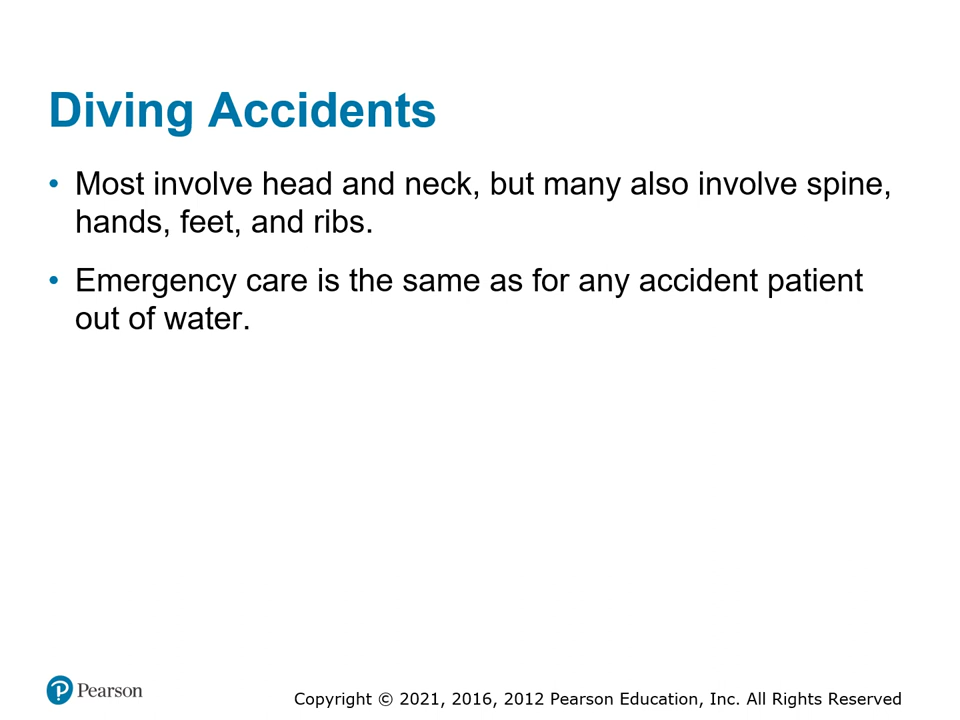 Diving Accidents
• Most involve head and neck, but many also involve spine,
hands, feet, and ribs.
• Emergency care is the same as for any accident patient
out of water.
Pearson
Copyright © 2021, 2016, 2012 Pearson Education, Inc. All Rights Reserved